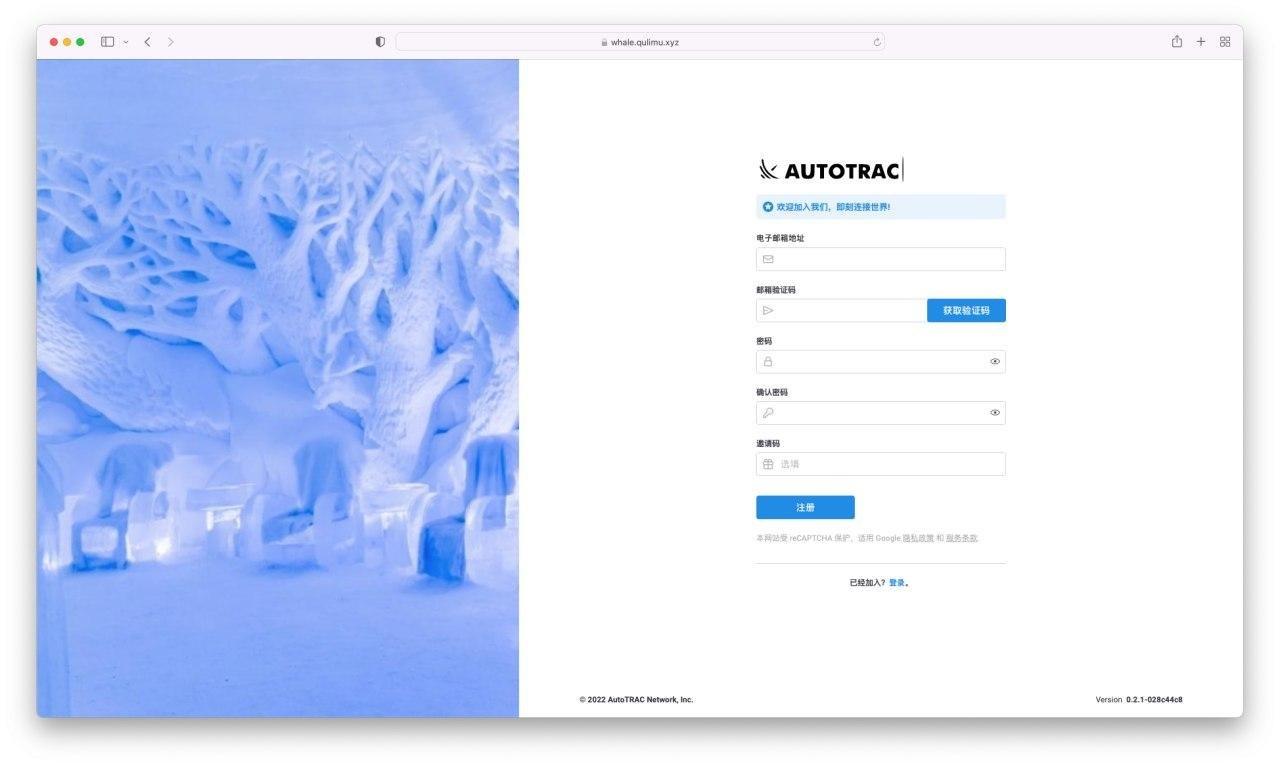 whale.qulimu.xyz
AUTOTRAC
欢迎加入我们，即刻连接世界!
电子邮箱地址
邮箱验证码
获取验证码
密码
确认密码
邀请码
选填
注册
本网站受 reCAPTCHA 保护，适用 Google 隐私政策 和 服务条款
已经加入? 登录。
© 2022 AutoTRAC Network, Inc.
Version 0.2.1-028c44c8